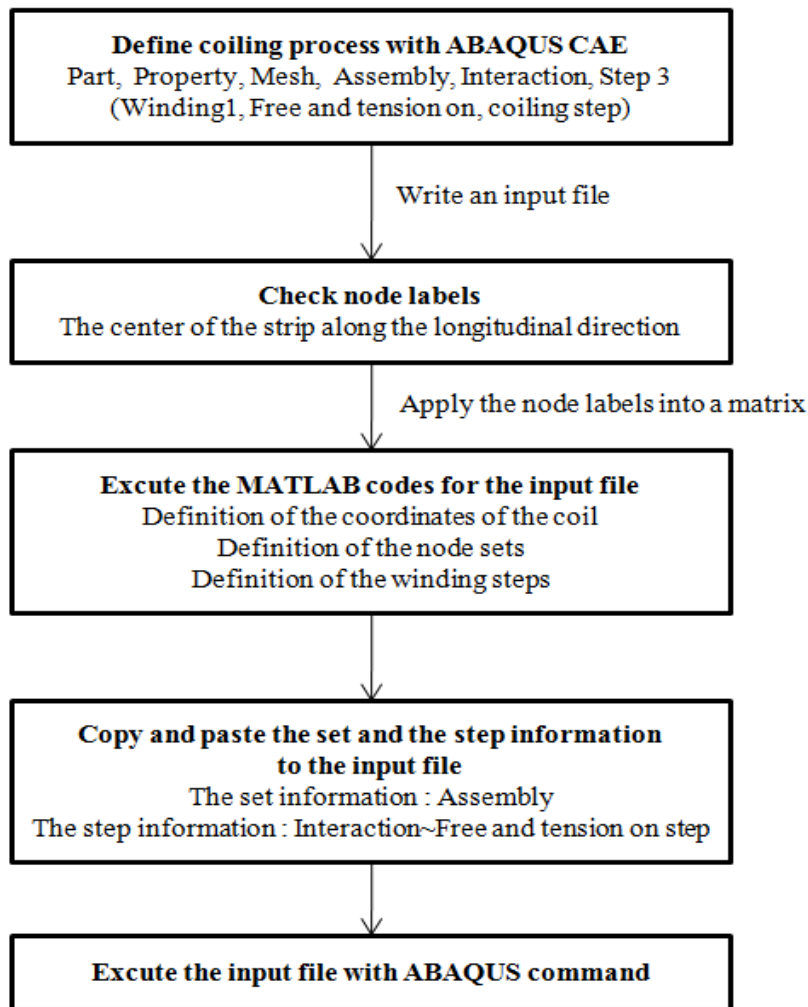 Define coiling process with ABAQUS CAE
Part, Property, Mesh, Assembly, Interaction, Step 3
(Winding1, Free and tension on, coiling step)
Write an input file
Check node labels
The center of the strip along the longitudinal direction
Apply the node labels into a matrix
Excute the MATLAB codes for the input file
Definition of the coordinates of the coil
Definition of the node sets
Definition of the winding steps
Copy and paste the set and the step information
to the input file
The set information : Assembly
The step information : Interaction~Free and tension on step
Excute the input file with ABAQUS command